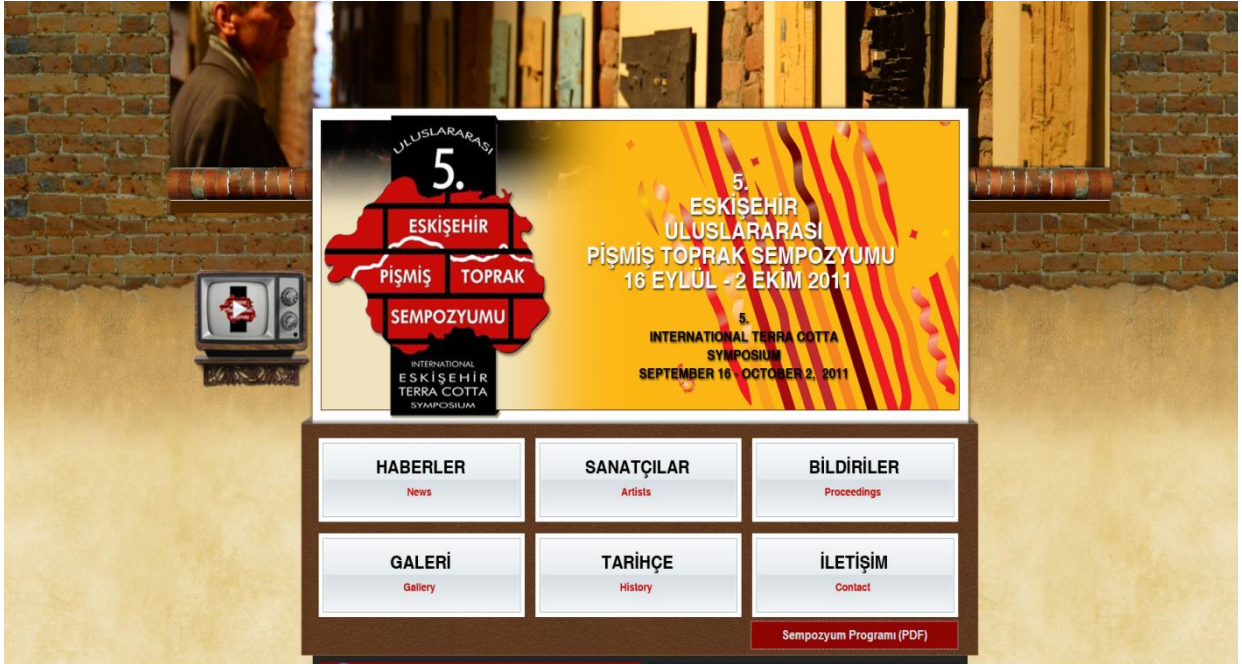 ULUSLARARASI
5.
ESKİŞEHİR
PİŞMİŞ TOPRAK
SEMPOZYUMU
INTERNATIONAL
ESKİŞEHİR
TERRA COTTA
SYMPOSIUM
5.
ESKİŞEHİR
ULUSLARARASI
PİŞMİŞ TOPRAK SEMPOZYUMU
16 EYLÜL - 2 EKİM 2011
5.
INTERNATIONAL TERRA COTTA
SYMPOSIUM
SEPTEMBER 16 - OCTOBER 2, 2011
HABERLER
News
SANATÇILAR
Artists
BİLDİRİLER
Proceedings
GALERİ
Gallery
TARİHÇE
History
İLETİŞİM
Contact
Sempozyum Programı (PDF)